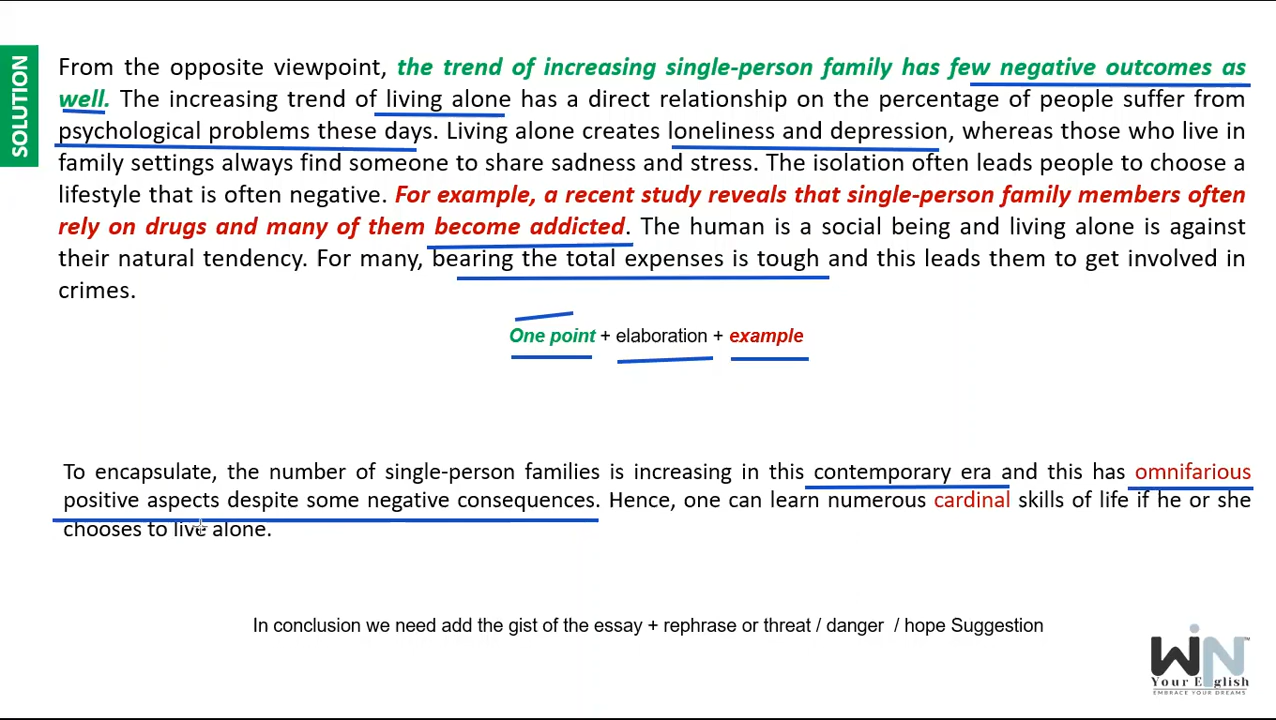 SOLUTION
From the opposite viewpoint, the trend of increasing single-person family has few negative outcomes as
well. The increasing trend of living alone has a direct relationship on the percentage of people suffer from
psychological problems these days. Living alone creates loneliness and depression, whereas those who live in
family settings always find someone to share sadness and stress. The isolation often leads people to choose a
lifestyle that is often negative. For example, a recent study reveals that single-person family members often
rely on drugs and many of them become addicted. The human is a social being and living alone is against
their natural tendency. For many, bearing the total expenses is tough and this leads them to get involved in
crimes.
One point + elaboration + example
To encapsulate, the number of single-person families is increasing in this contemporary era and this has omnifarious
positive aspects despite some negative consequences. Hence, one can learn numerous cardinal skills of life if he or she
chooses to live alone.
In conclusion we need add the gist of the essay + rephrase or threat / danger / hope Suggestion
WiN
Your English
EMBRACE YOUR DREAMS